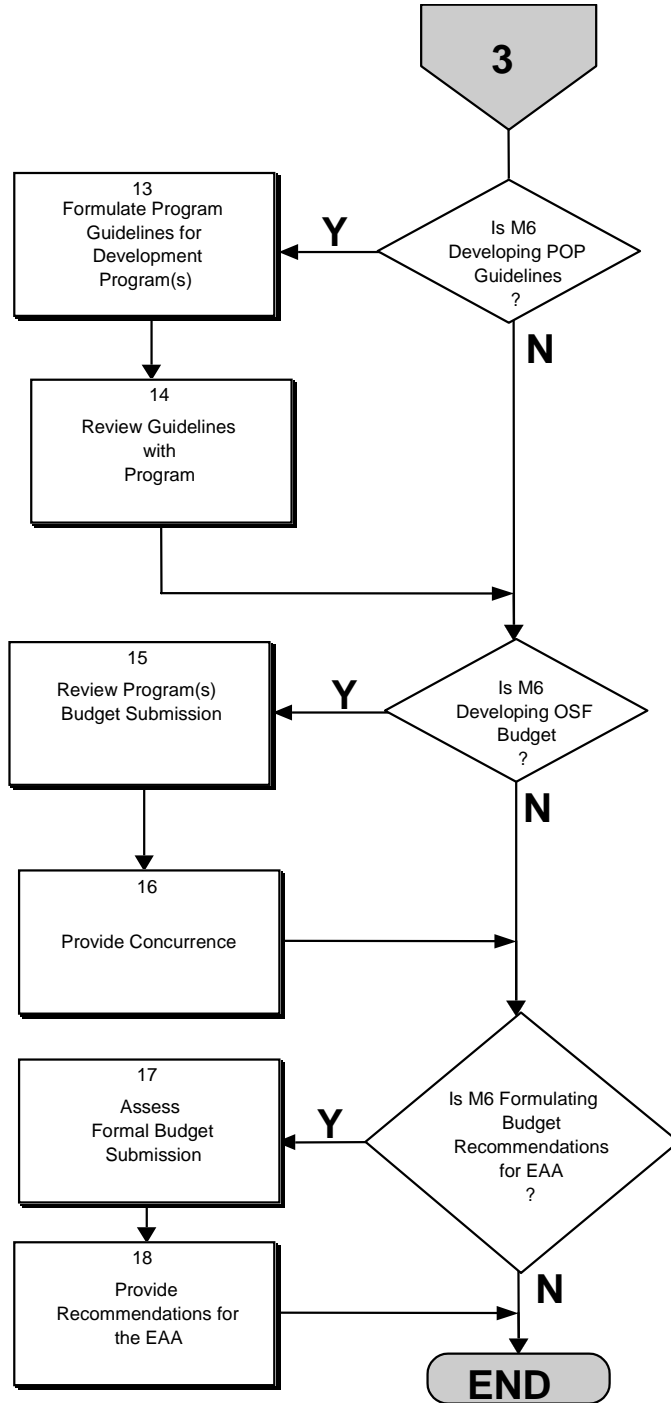 3
Is M6
Developing POP
Guidelines
?
Y
N
13
Formulate Program
Guidelines for
Development
Program(s)
14
Review Guidelines
with
Program
Is M6
Developing OSF
Budget
?
Y
N
15
Review Program(s)
Budget Submission
16
Provide Concurrence
Is M6 Formulating
Budget
Recommendations
for EAA
?
Y
N
17
Assess
Formal Budget
Submission
18
Provide
Recommendations for
the EAA
END